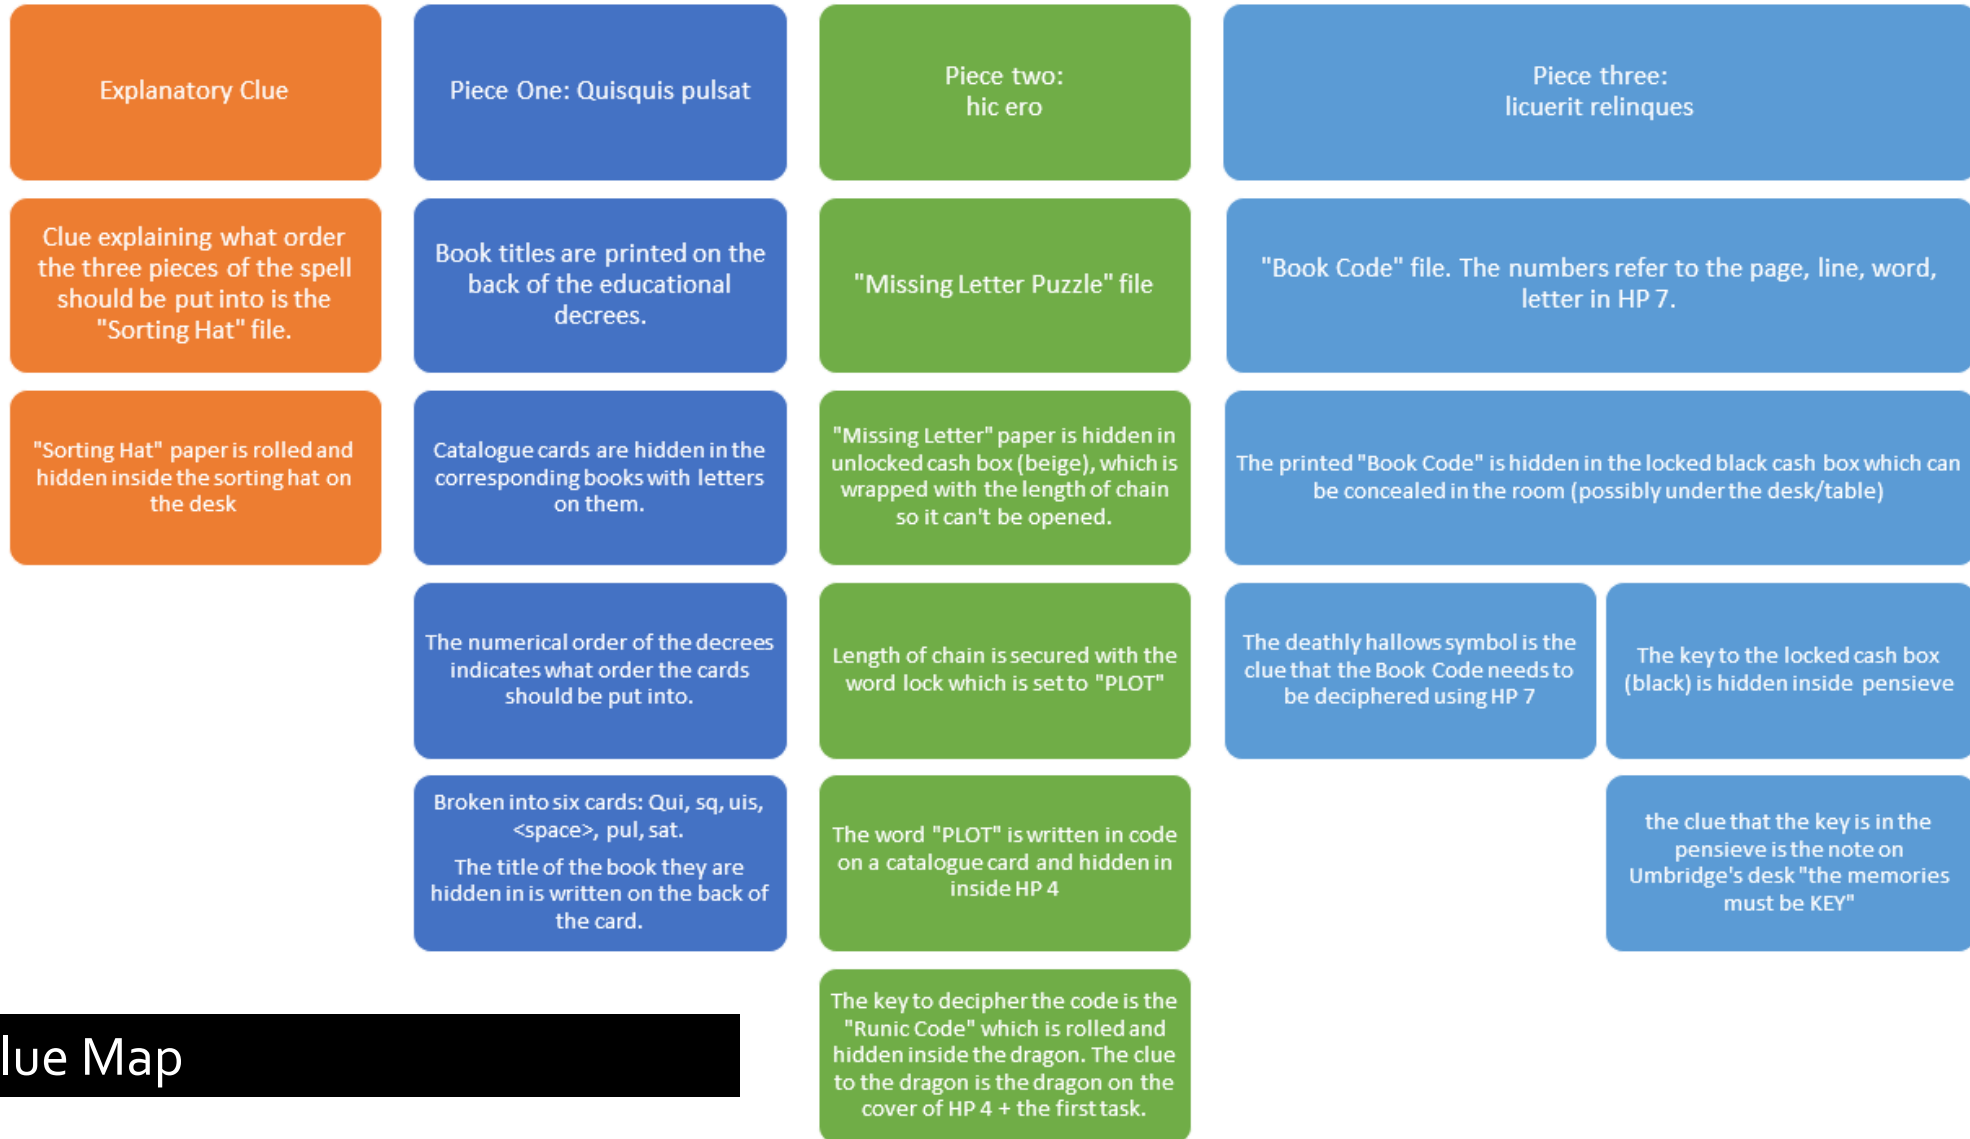 Explanatory Clue
Clue explaining what order
the three pieces of the spell
should be put into is the
"Sorting Hat" file.
"Sorting Hat" paper is rolled and
hidden inside the sorting hat on
the desk
Piece One: Quisquis pulsat
Book titles are printed on the
back of the educational
decrees.
Catalogue cards are hidden in the
corresponding books with letters
on them.
The numerical order of the decrees
indicates what order the cards
should be put into.
Broken into six cards: Qui, sq, uis,
<space>, pul, sat.
The title of the book they are
hidden in is written on the back of
the card.
Piece two:
hic ero
"Missing Letter Puzzle" file
"Missing Letter" paper is hidden in
unlocked cash box (beige), which is
wrapped with the length of chain
so it can't be opened.
Length of chain is secured with the
word lock which is set to "PLOT"
The word "PLOT" is written in code
on a catalogue card and hidden in
inside HP 4
The key to decipher the code is the
"Runic Code" which is rolled and
hidden inside the dragon. The clue
to the dragon is the dragon on the
cover of HP 4 + the first task.
Piece three:
licuerit relinques
"Book Code" file. The numbers refer to the page, line, word,
letter in HP 7.
The printed "Book Code" is hidden in the locked black cash box which can
be concealed in the room (possibly under the desk/table)
The deathly hallows symbol is the
clue that the Book Code needs to
be deciphered using HP 7
The key to the locked cash box
(black) is hidden inside pensieve
the clue that the key is in the
pensieve is the note on
Umbridge's desk "the memories
must be KEY"
lue Map